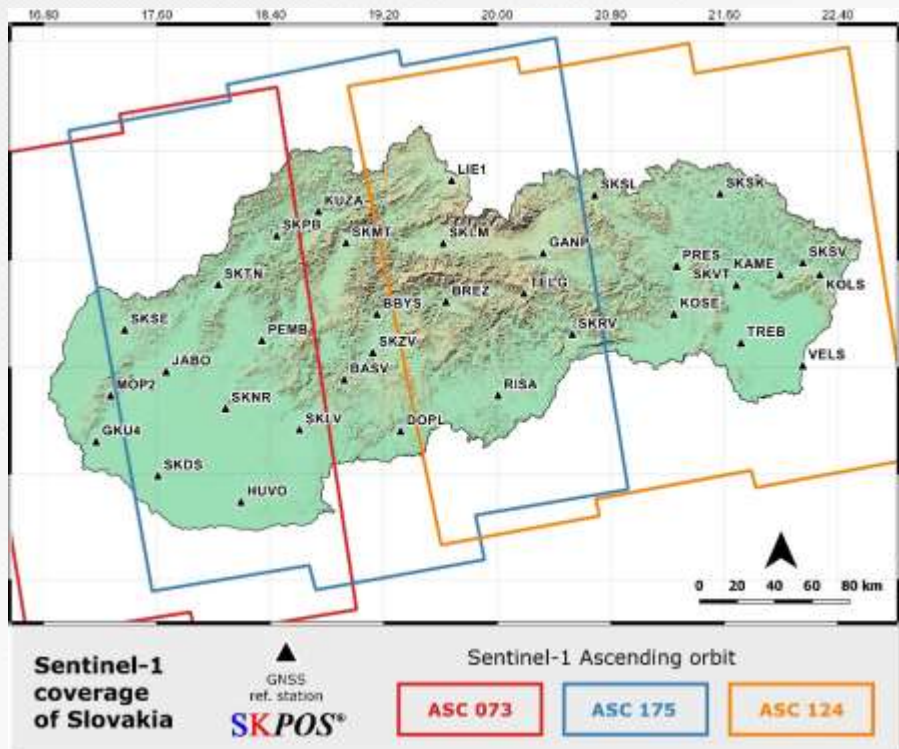 16.80 17.60 18.40 19.20 20.00 20.80 21.60 22.40
LIE1
SKSL
SKSK
KUZA
SKPB
SKMT
SKLM
GANP
PRES
KAME
SKSV
SKTN
SKVT
KOLS
BBYS
BREZ
TELG
KOSE
SKSE
PEMB
SKZV
SKRV
TREB
JABO
BASV
VELS
MOP2
SKNR
RISA
GKU4
SKLV
DOPL
SKDS
HUVO
0 20 40 60 80 km
Sentinel-1
coverage
of Slovakia
GNSS
ref. station
SKPOS®
Sentinel-1 Ascending orbit
ASC 073 ASC 175 ASC 124